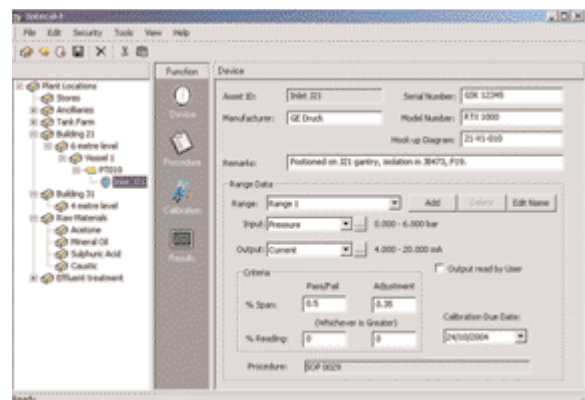 Intecal-P
File Edit Security Tools View Help
Plant Locations
Stores
Ancillaries
Tank Farm
Building 21
6 metre level
Vessel 1
PT010
Inlet 321
Building 31
4 metre level
Raw Materials
Acetone
Mineral Oil
Sulphuric Acid
Caustic
Effluent treatment
Function
Device
Procedure
Calibration
Results
Device
Asset ID: Inlet 321 Serial Number: GDK 12345
Manufacturer: GE Druck Model Number: RTX 1000
Hook-up Diagram: 21-V1-010
Remarks: Positioned on 321 gantry, isolation in JB473, P19.
Range Data
Range: Range 1 Add Delete Edit Name
Input: Pressure ... 0.000 - 6.000 bar
Output: Current ... 4.000 - 20.000 mA
Criteria Output read by User
Pass/Fail Adjustment
% Span: 0.5 0.35
(Whichever is Greater) Calibration Due Date:
% Reading: 0 0 24/10/2004
Procedure: SOP 0029
Ready